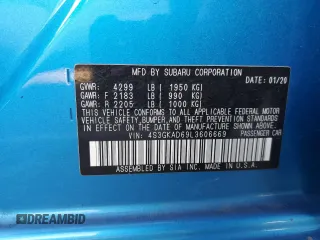 MFD BY SUBARU CORPORATION DATE: 01/20
GVWR: 4299 LB ( 1950 KG)
GAWR: F 2183 LB ( 990 KG)
GAWR: R 2205 LB ( 1000 KG)
THIS VEHICLE CONFORMS TO ALL APPLICABLE
FEDERAL MOTOR VEHICLE
SAFETY, BUMPER, AND THEFT PREVENTION STANDARDS
IN EFFECT ON THE DATE OF MANUFACTURE
SHOWN ABOVE.
VIN: 4S3GKAD69L3606669 PASSENGER CAR
ASSEMBLED BY SIA, INC. MADE IN U.S.A.
DREAMBID